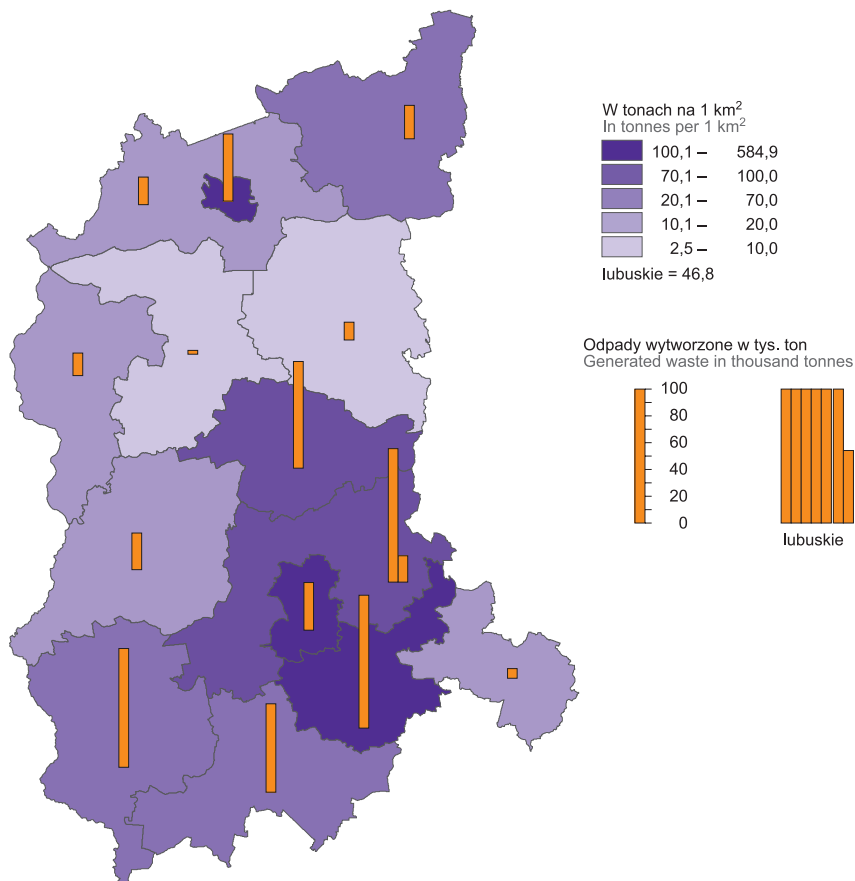 W tonach na 1 km²
In tonnes per 1 km²
100,1 – 584,9
70,1 – 100,0
20,1 – 70,0
10,1 – 20,0
2,5 – 10,0
lubuskie = 46,8
Odpady wytworzone w tys. ton
Generated waste in thousand tonnes
100
80
60
40
20
0
lubuskie